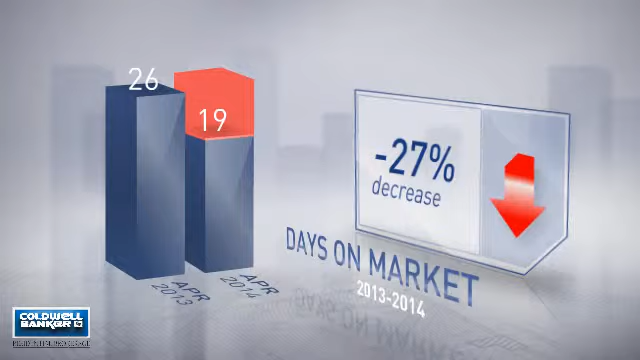 26
19
APR
2013
APR
2014
-27%
decrease
DAYS ON MARKET
2013-2014
COLDWELL
BANKER